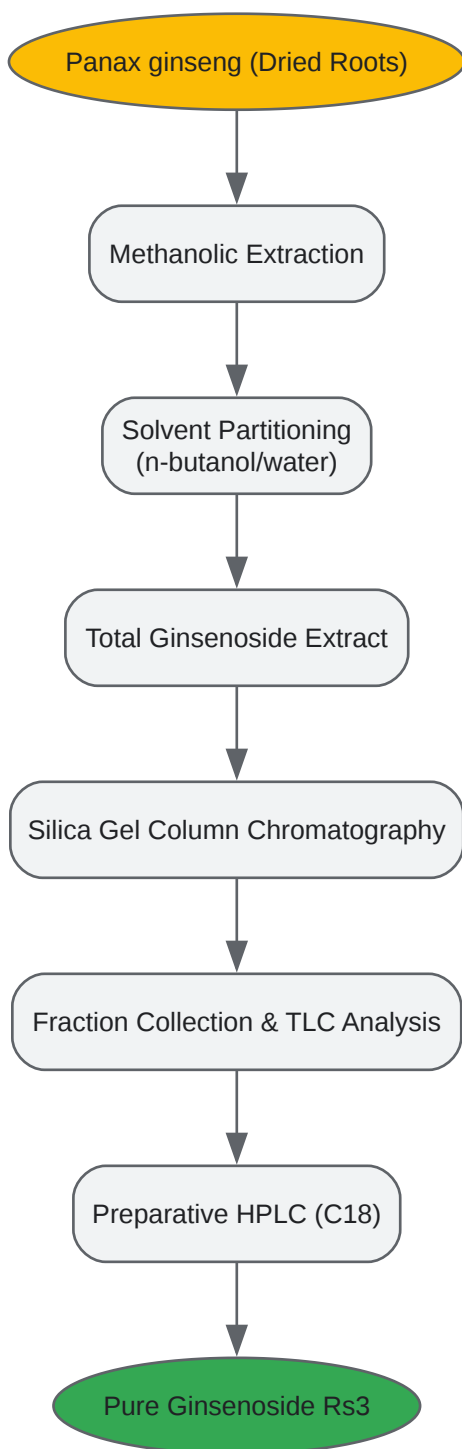 Panax ginseng (Dried Roots)
Methanolic Extraction
Solvent Partitioning
(n-butanol/water)
Total Ginsenoside Extract
Silica Gel Column Chromatography
Fraction Collection & TLC Analysis
Preparative HPLC (C18)
Pure Ginsenoside Rs3